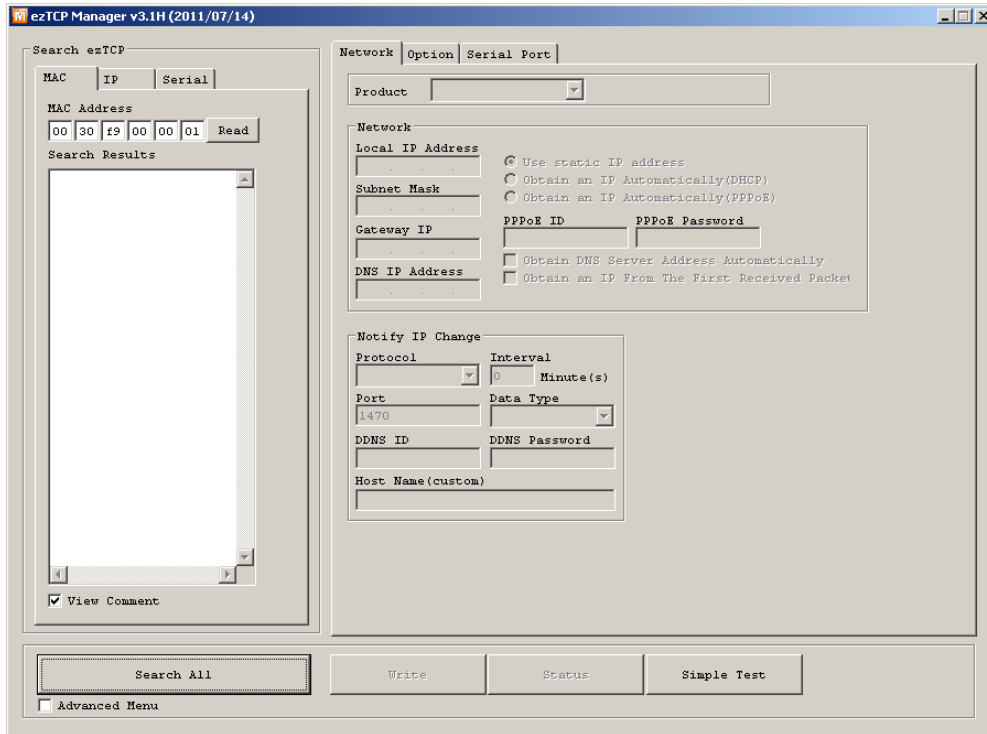 ezTCP Manager v3.1H (2011/07/14)
Search ezTCP
MAC IP Serial
MAC Address
00 30 f9 00 00 01 Read
Search Results
View Comment
Network Option Serial Port
Product
Network
Local IP Address
Subnet Mask
Gateway IP
DNS IP Address
Use static IP address
Obtain an IP Automatically(DHCP)
Obtain an IP Automatically(PPPoE)
PPPoE ID PPPoE Password
Obtain DNS Server Address Automatically
Obtain an IP From The First Received Packet
Notify IP Change
Protocol Interval
0 Minute(s)
Port Data Type
1470
DDNS ID DDNS Password
Host Name(custom)
Search All Write Status Simple Test
Advanced Menu